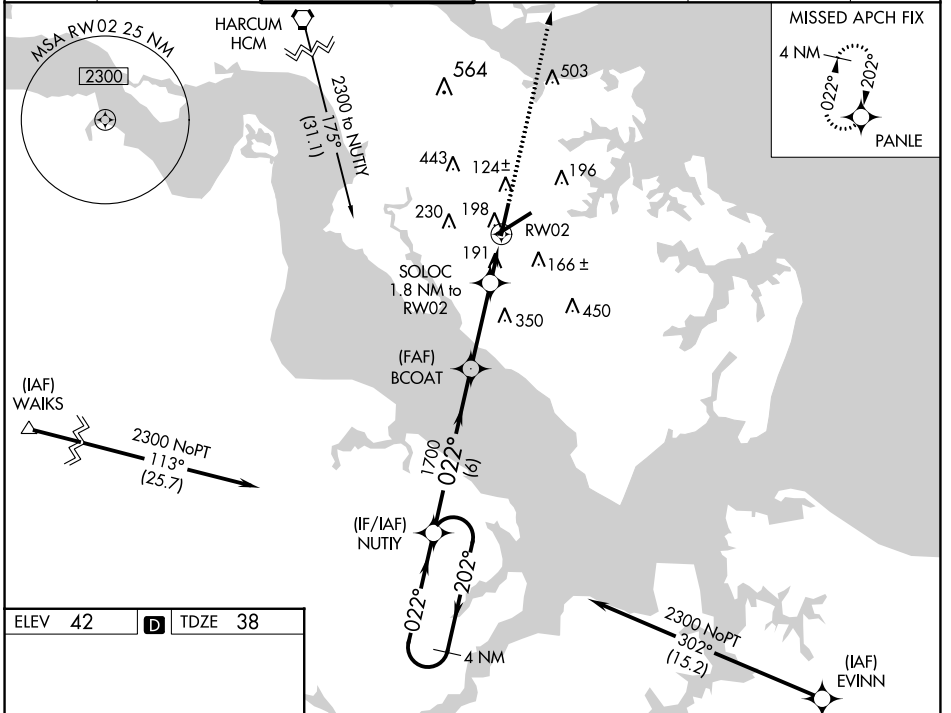 MSA RW02 25 NM
2300
HARCUM
HCM
2300 to NUTIY
175°
(31.1)
564
503
MISSED APCH FIX
4 NM
022°
202°
PANLE
443
124±
196
230
198
RW02
191
166±
SOLOC
1.8 NM to
RW02
350
450
(FAF)
BCOAT
(IAF)
WAIKS
2300 NoPT
113°
(25.7)
1700
022°
(6)
(IF/IAF)
NUTIY
022°
202°
4 NM
2300 NoPT
302°
(15.2)
(IAF)
EVINN
ELEV 42 D TDZE 38